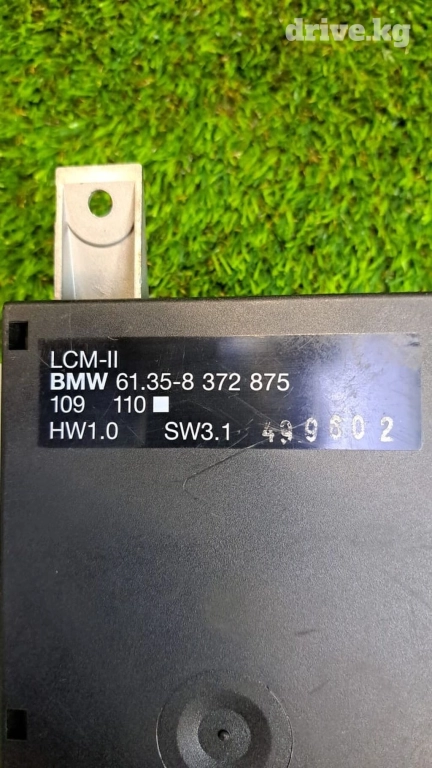 drive.kg
LCM-II
BMW 61.35-8 372 875
109 110
HW1.0 SW3.1 499602